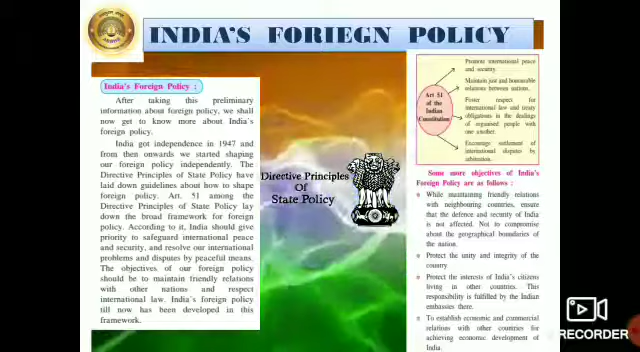 INDIA'S FORIEGN POLICY
India's Foreign Policy :
After taking this preliminary
information about foreign policy, we shall
now get to know more about India's
foreign policy.
India got independence in 1947 and
from then onwards we started shaping
our foreign policy independently. The
Directive Principles of State Policy have
laid down guidelines about how to shape
foreign policy. Art. 51 among the
Directive Principles of State Policy lay
down the broad framework for foreign
policy. According to it, India should give
priority to safeguard international peace
and security, and resolve our international
problems and disputes by peaceful means.
The objectives of our foreign policy
should be to maintain friendly relations
with other nations and respect
international law. India's foreign policy
till now has been developed in this
framework.
Directive Principles
Of
State Policy
Art 51
of the
Indian
Constitution
Promote international peace
and security.
Maintain just and honourable
relations between nations.
Foster respect for
international law and treaty
obligations in the dealings
of organised people with
one another.
Encourage settlement of
international disputes by
arbitration.
Some more objectives of India's
Foreign Policy are as follows :
While maintaining friendly relations
with neighbouring countries, ensure
that the defence and security of India
is not affected. Not to compromise
about the geographical boundaries of
the nation.
Protect the unity and integrity of the
country.
Protect the interests of India's citizens
living in other countries. This
responsibility is fulfilled by the Indian
embassies there.
To establish economic and commercial
relations with other countries for
achieving economic development of
India.
RECORDER